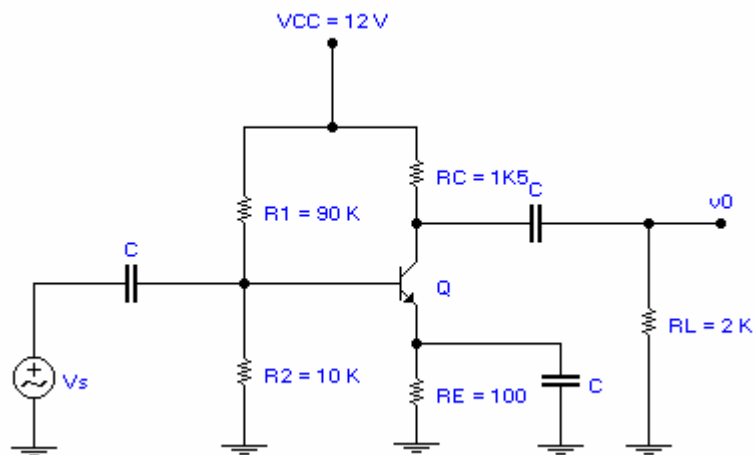 VCC = 12 V
RC = 1K5
C
R1 = 90 K
v0
C
Q
RL = 2 K
Vs
R2 = 10 K
RE = 100
C